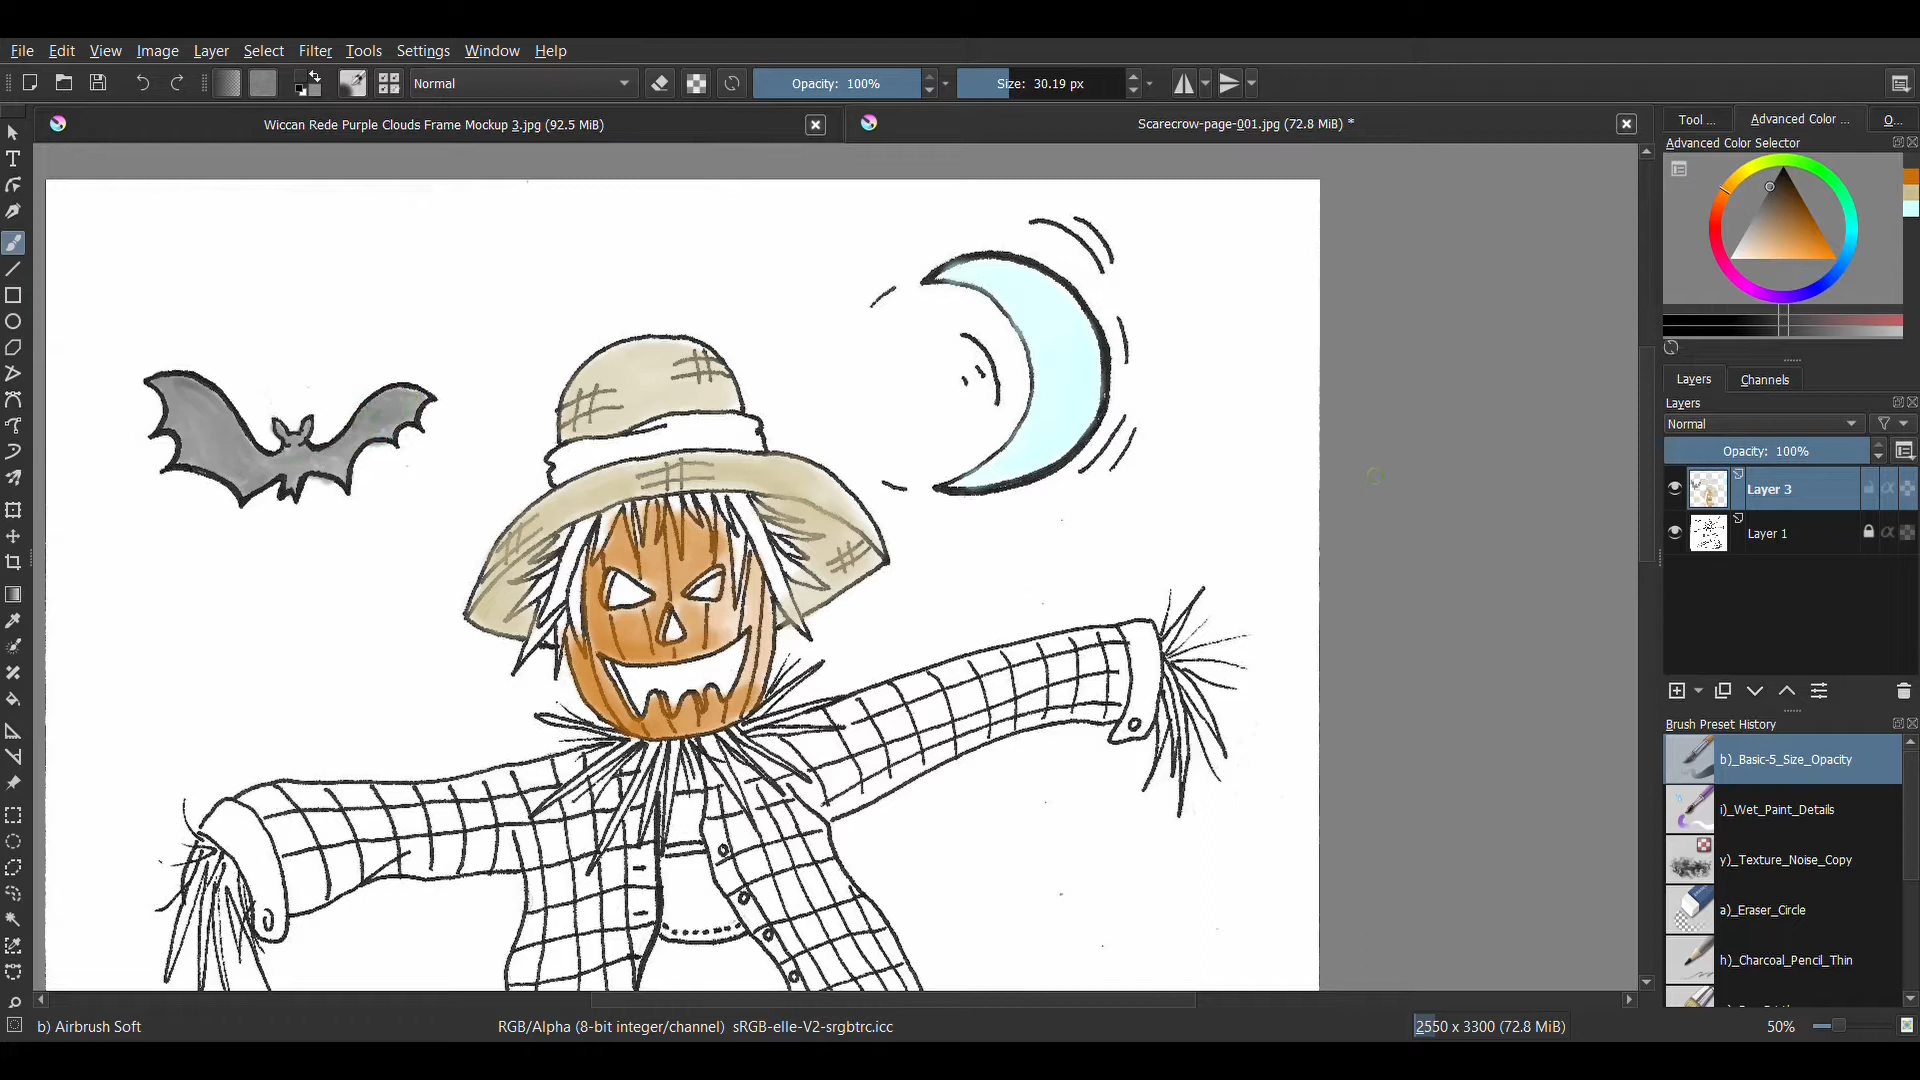 File Edit View Image Layer Select Filter Tools Settings Window Help
Normal Opacity: 100% Size: 30.19 px
Wiccan Rede Purple Clouds Frame Mockup 3.jpg (92.5 MiB)
Scarecrow-page-001.jpg (72.8 MiB) *
Tool ... Advanced Color ... O...
Advanced Color Selector
Layers Channels
Layers
Normal
Opacity: 100%
Layer 3
Layer 1
Brush Preset History
b)_Basic-5_Size_Opacity
i)_Wet_Paint_Details
y)_Texture_Noise_Copy
a)_Eraser_Circle
h)_Charcoal_Pencil_Thin
b) Airbrush Soft RGB/Alpha (8-bit integer/channel) sRGB-elle-V2-srgbtrc.icc 2550 x 3300 (72.8 MiB) 50%